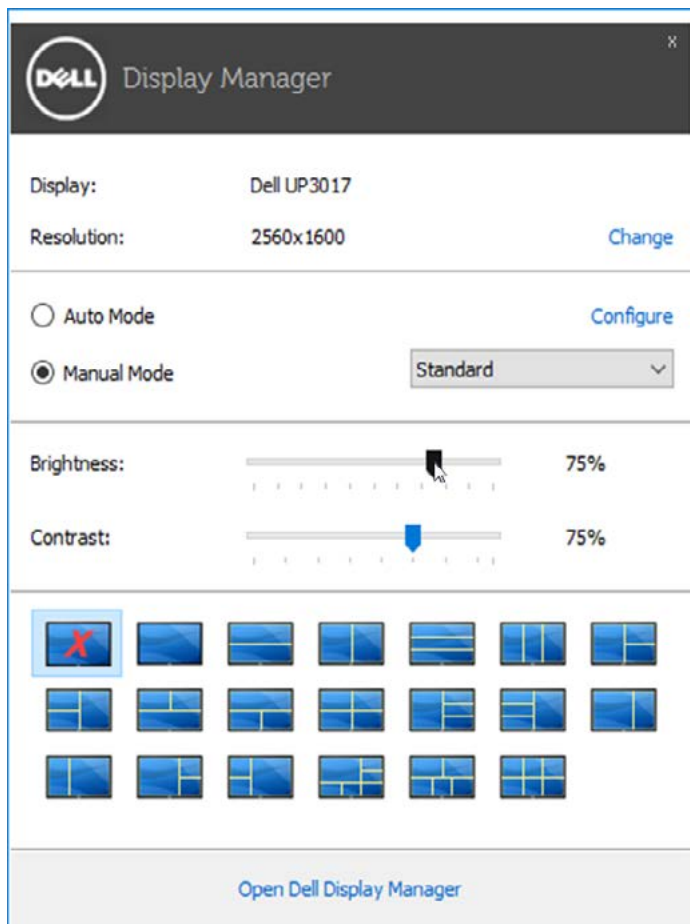 DELL Display Manager X
Display: Dell UP3017
Resolution: 2560x1600 Change
Auto Mode Configure
Manual Mode Standard
Brightness: 75%
Contrast: 75%
X
Open Dell Display Manager